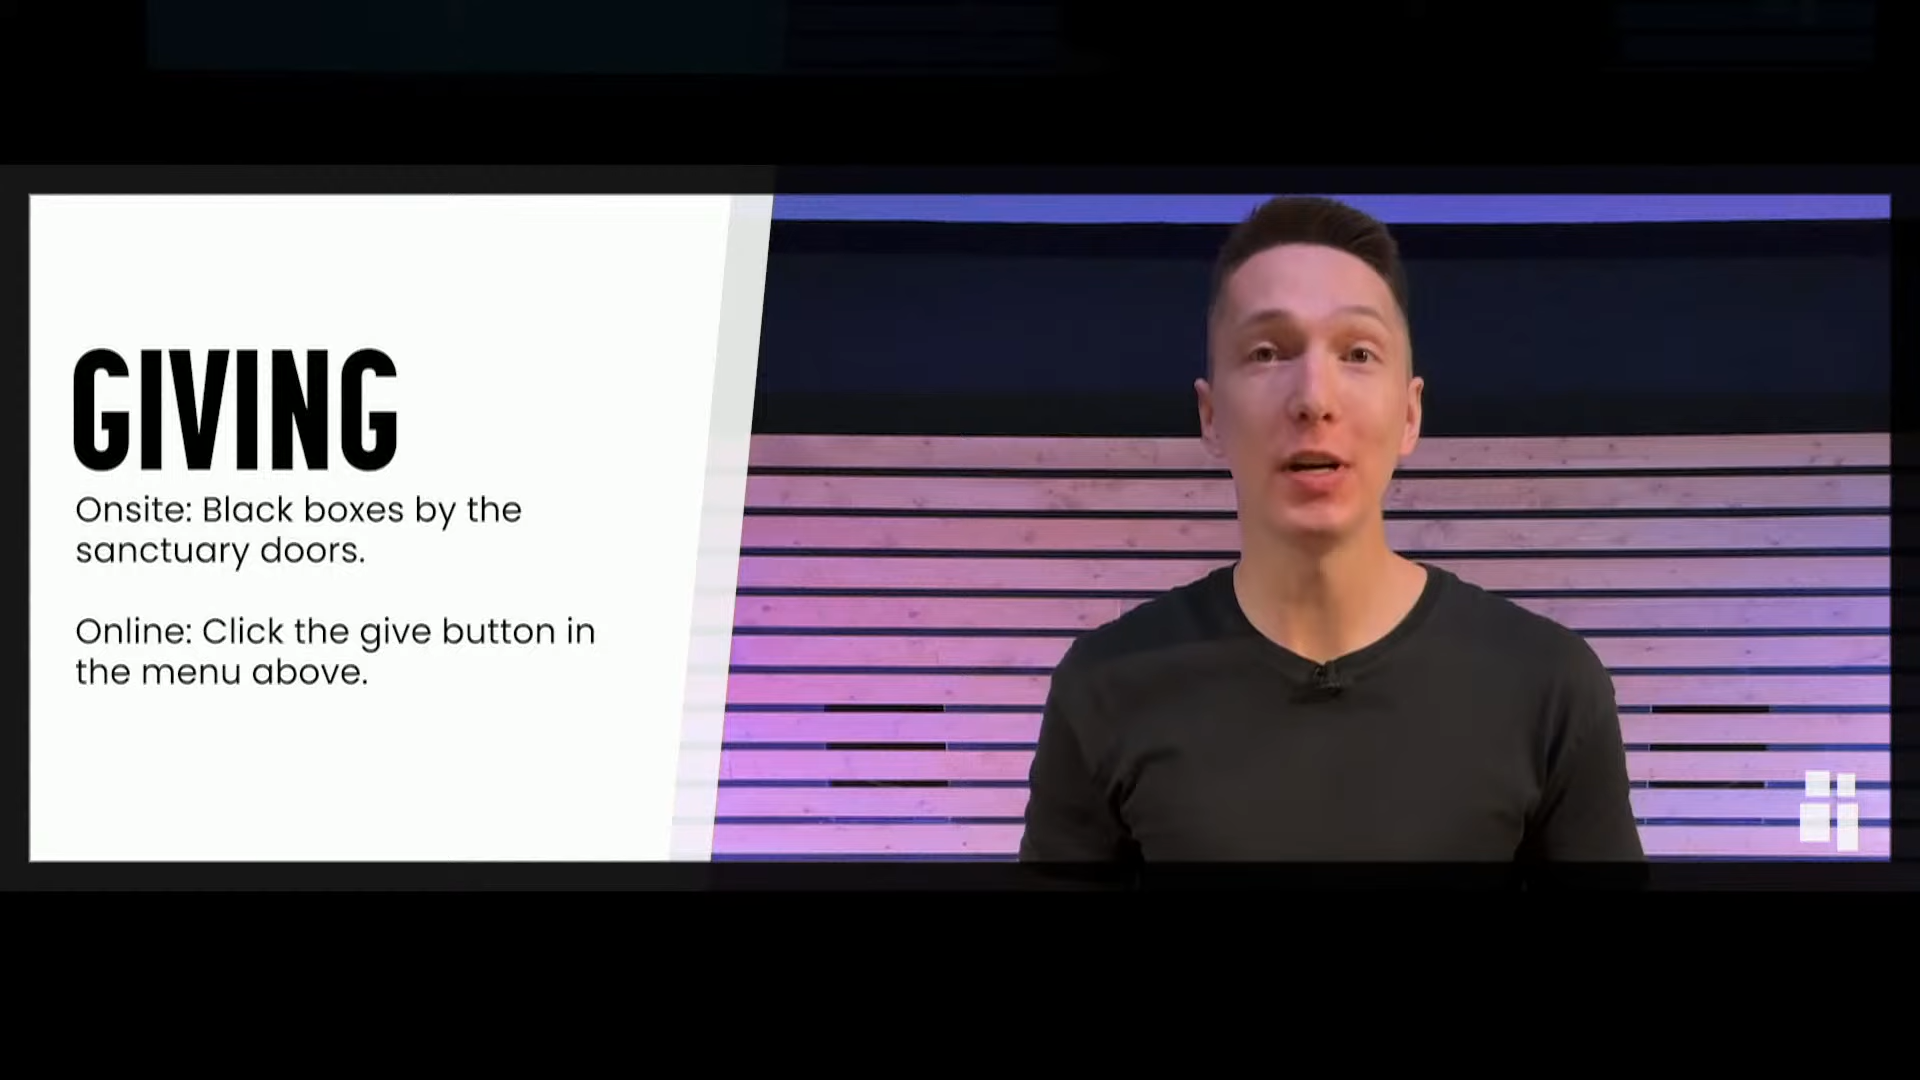 GIVING
Onsite: Black boxes by the
sanctuary doors.
Online: Click the give button in
the menu above.